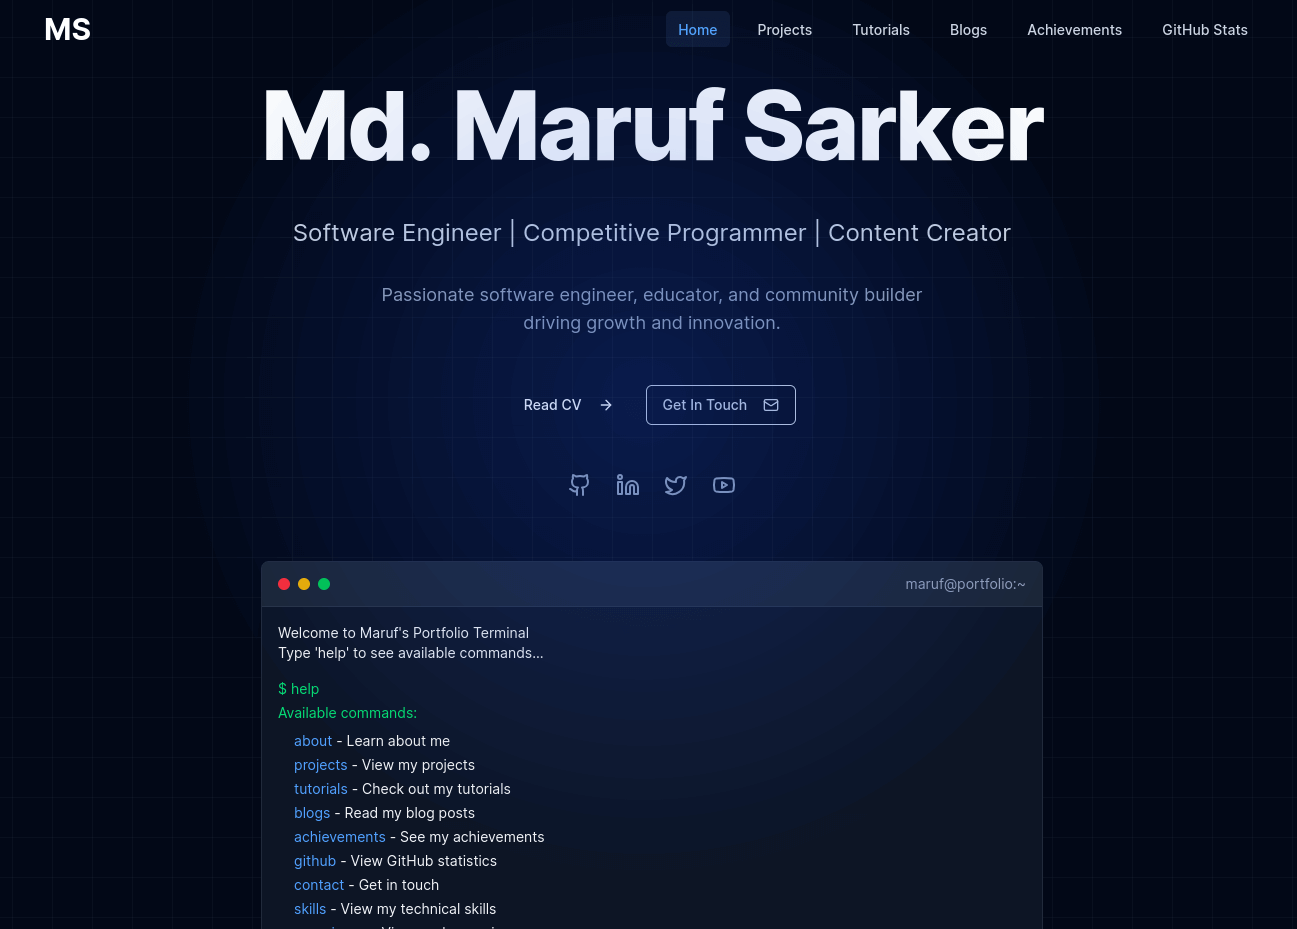 MS
Home Projects Tutorials Blogs Achievements GitHub Stats
Md. Maruf Sarker
Software Engineer | Competitive Programmer | Content Creator
Passionate software engineer, educator, and community builder
driving growth and innovation.
Read CV Get In Touch
maruf@portfolio:~
Welcome to Maruf's Portfolio Terminal
Type 'help' to see available commands...
$ help
Available commands:
about - Learn about me
projects - View my projects
tutorials - Check out my tutorials
blogs - Read my blog posts
achievements - See my achievements
github - View GitHub statistics
contact - Get in touch
skills - View my technical skills